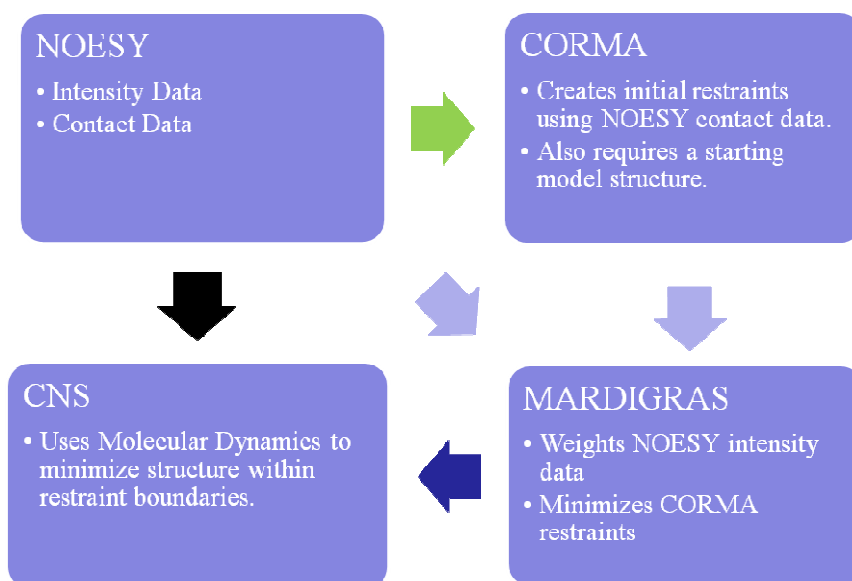 NOESY
• Intensity Data
• Contact Data
CORMA
• Creates initial restraints
using NOESY contact data.
• Also requires a starting
model structure.
CNS
• Uses Molecular Dynamics to
minimize structure within
restraint boundaries.
MARDIGRAS
• Weights NOESY intensity
data
• Minimizes CORMA
restraints